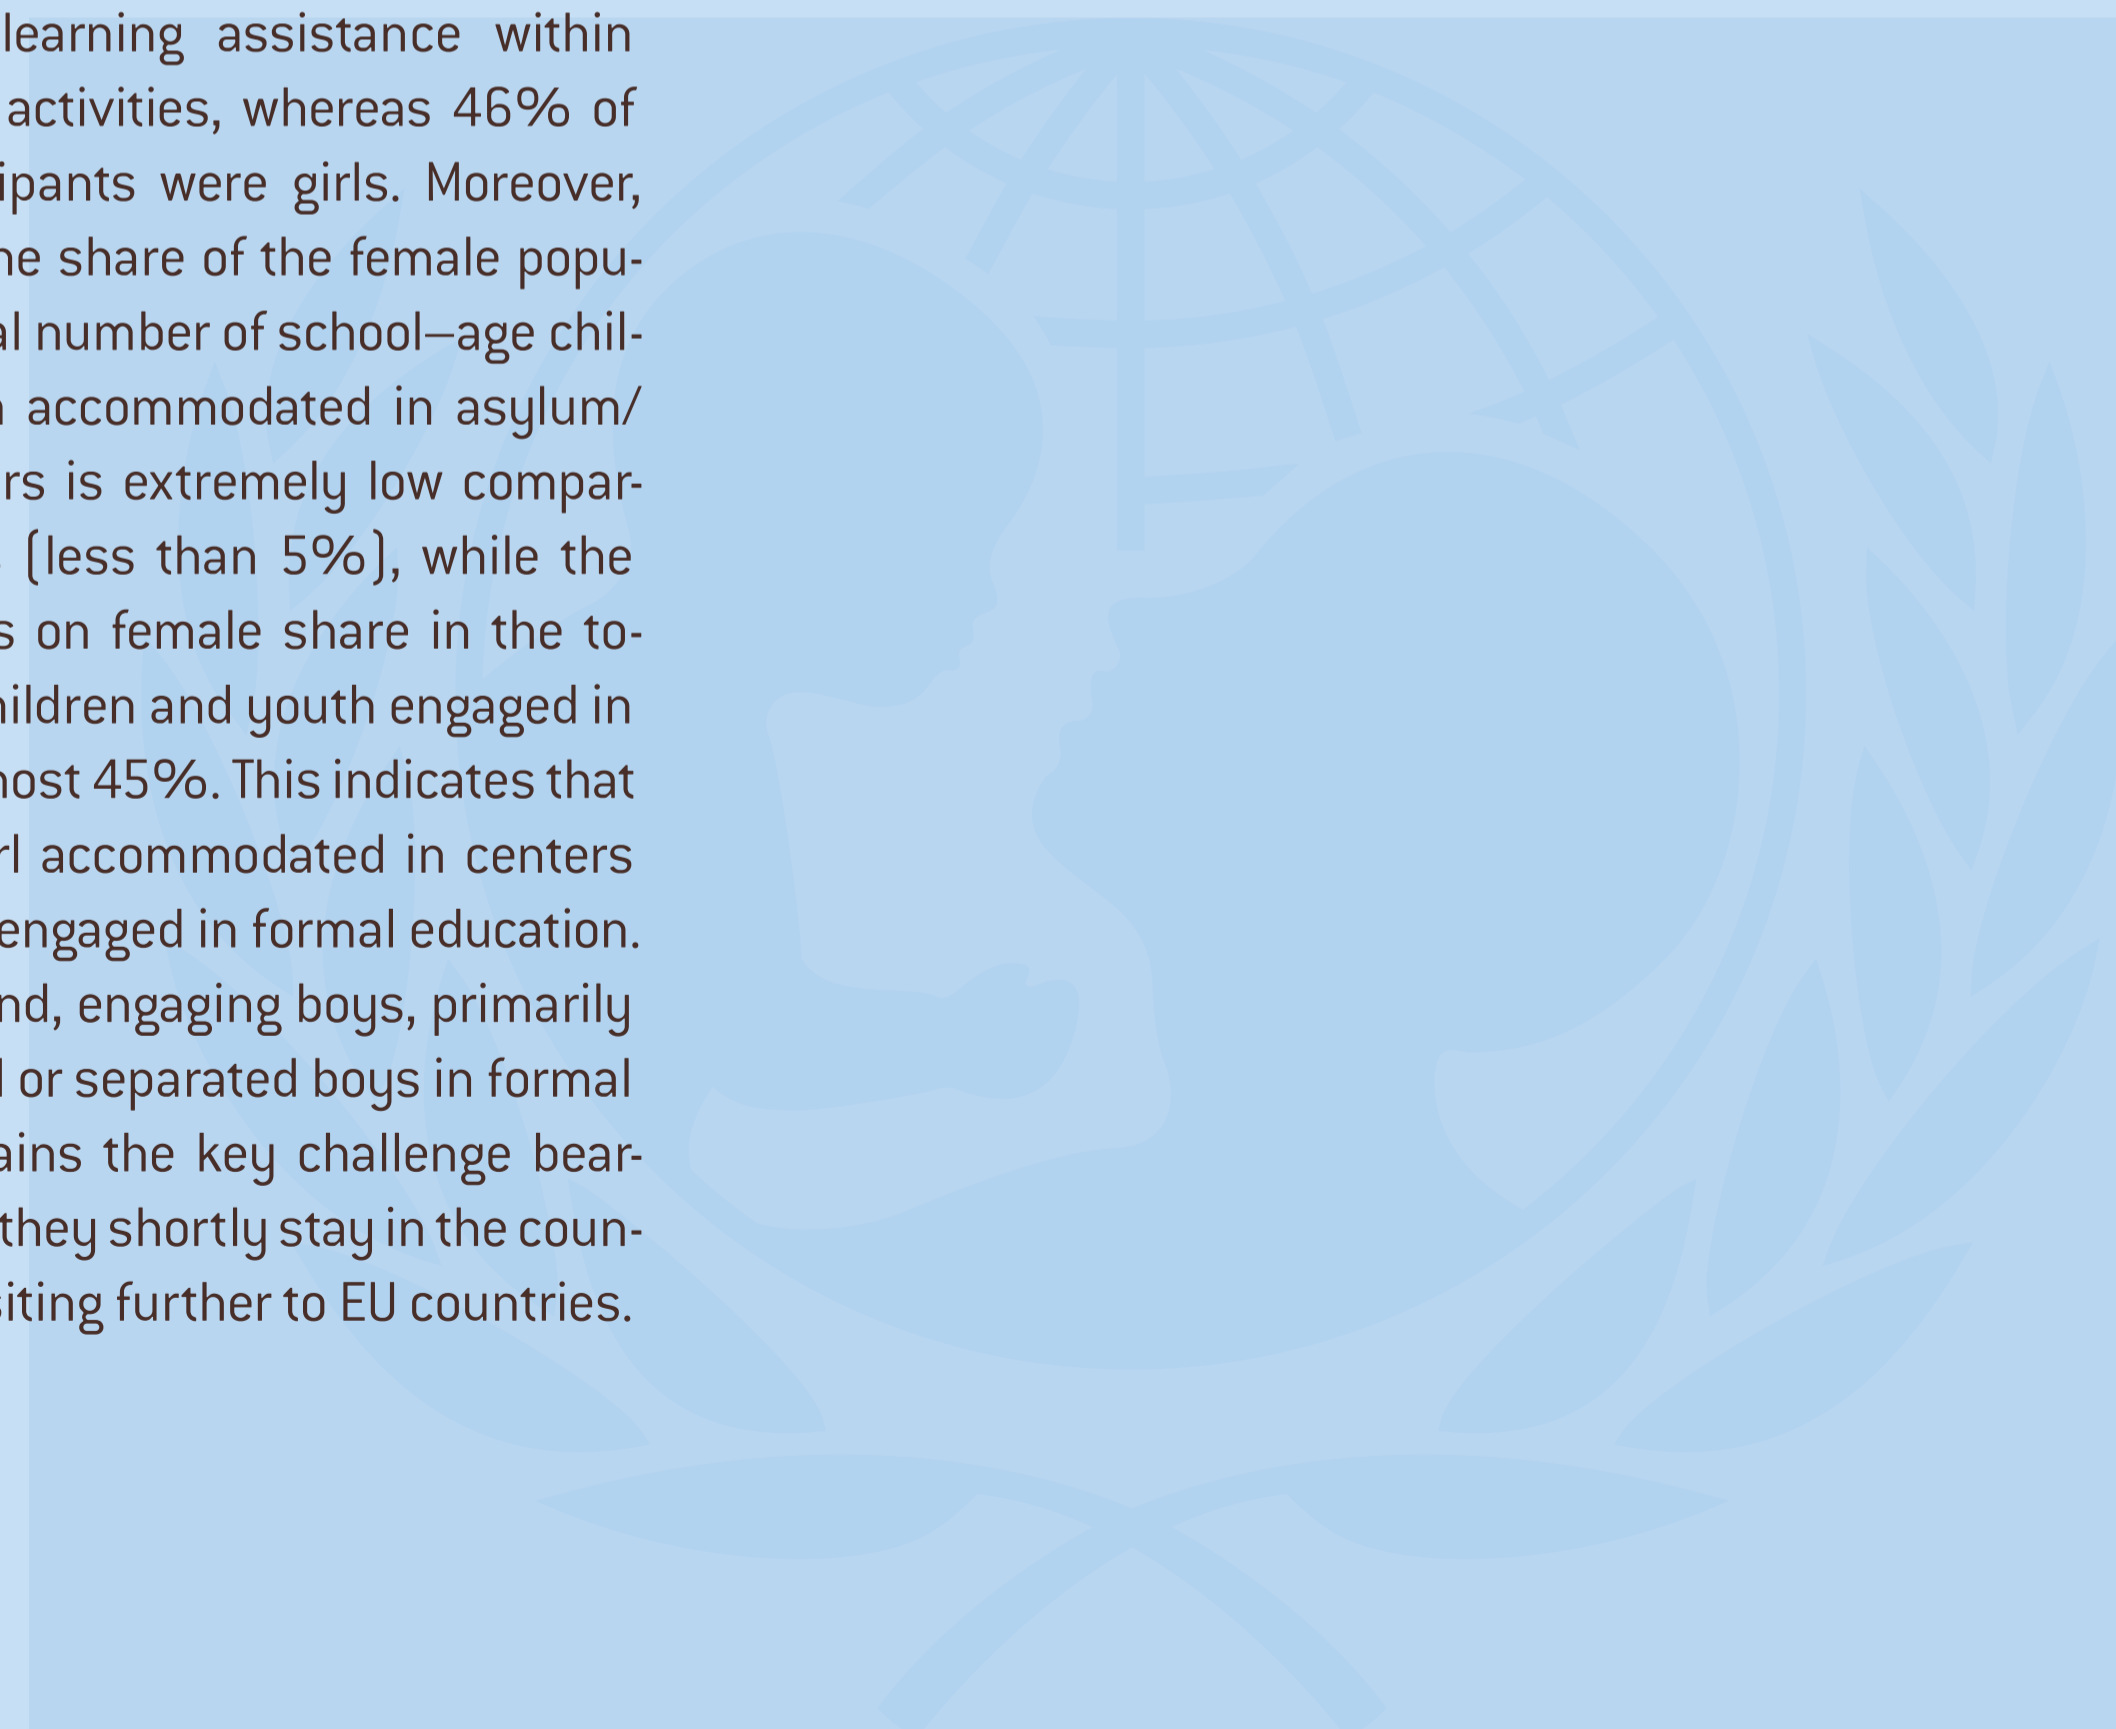 learning assistance within
activities, whereas 46% of
ipants were girls. Moreover,
he share of the female popu-
al number of school—age chil-
accommodated in asylum/
rs is extremely low compar-
(less than 5%), while the
s on female share in the to-
hildren and youth engaged in
most 45%. This indicates that
rl accommodated in centers
engaged in formal education.
nd, engaging boys, primarily
or separated boys in formal
ains the key challenge bear-
they shortly stay in the coun-
siting further to EU countries.